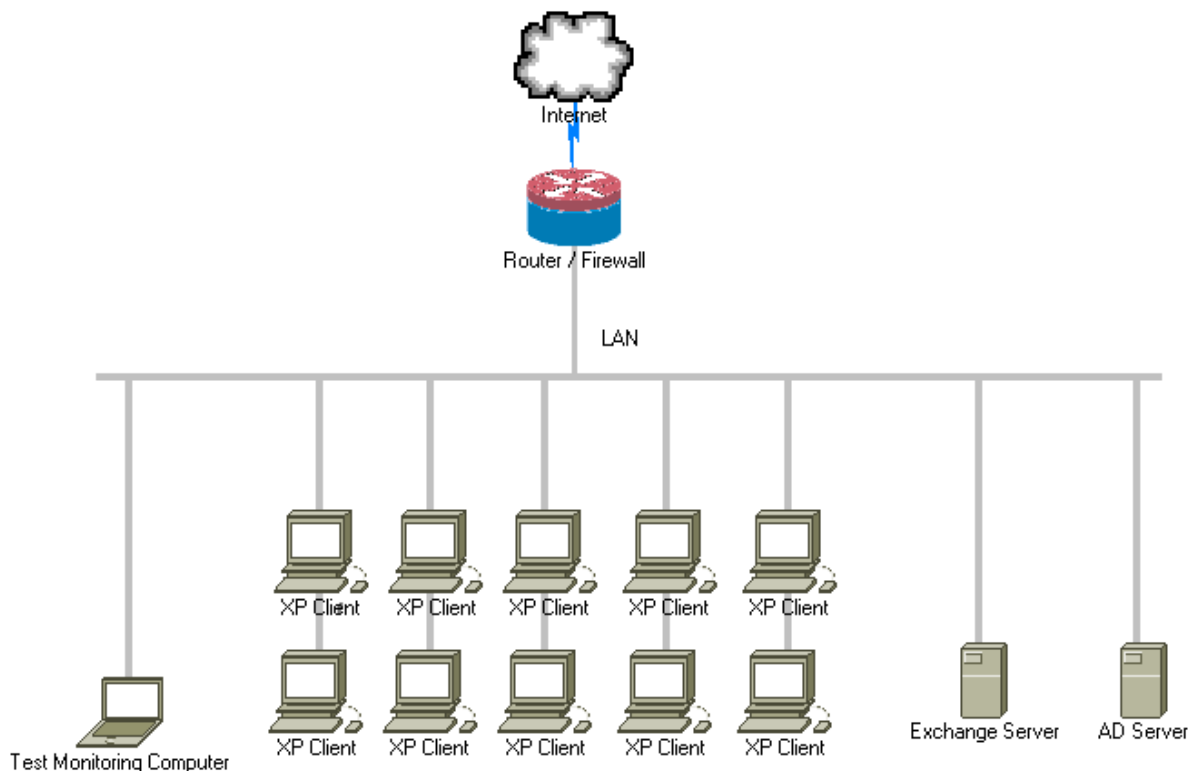 Internet
Router / Firewall
LAN
XP Client
XP Client
XP Client
XP Client
XP Client
XP Client
XP Client
XP Client
XP Client
XP Client
Exchange Server
AD Server
Test Monitoring Computer